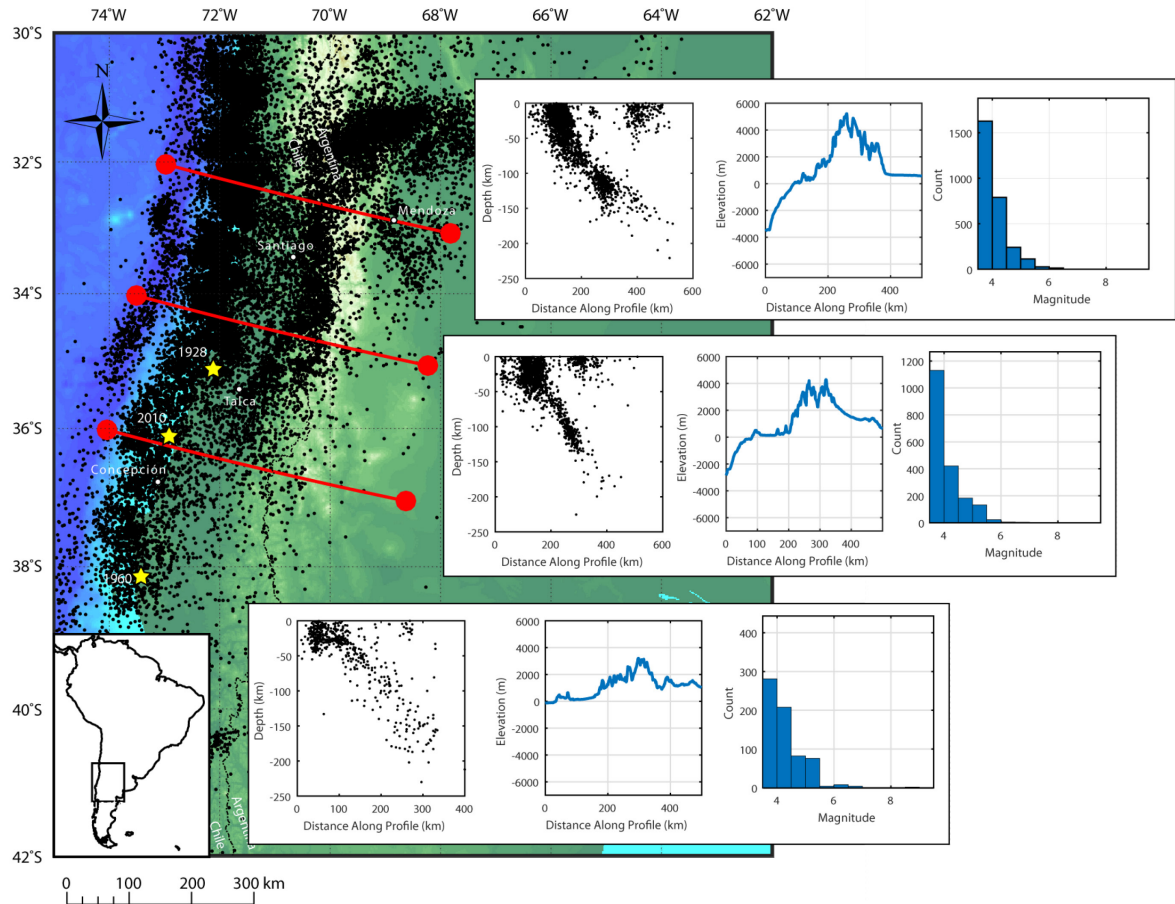 74°W 72°W 70°W 68°W 66°W 64°W 62°W
30°S
32°S
34°S
36°S
38°S
40°S
42°S
N
Chile
Argentina
Mendoza
Santiago
1928
Talca
2010
Concepción
1960
Argentina
Chile
0 100 200 300 km
0
-50
-100
-150
-200
-250
Depth (km)
0 200 400 600
Distance Along Profile (km)
6000
4000
2000
0
-2000
-4000
-6000
Elevation (m)
0 200 400
Distance Along Profile (km)
1500
1000
500
0
Count
4 6 8
Magnitude
0
-50
-100
-150
-200
-250
Depth (km)
0 200 400 600
Distance Along Profile (km)
6000
4000
2000
0
-2000
-4000
-6000
Elevation (m)
0 100 200 300 400
Distance Along Profile (km)
1200
1000
800
600
400
200
0
Count
4 6 8
Magnitude
0
-50
-100
-150
-200
-250
Depth (km)
0 100 200 300 400
Distance Along Profile (km)
6000
4000
2000
0
-2000
-4000
-6000
Elevation (m)
0 200 400
Distance Along Profile (km)
400
300
200
100
0
Count
4 6 8
Magnitude